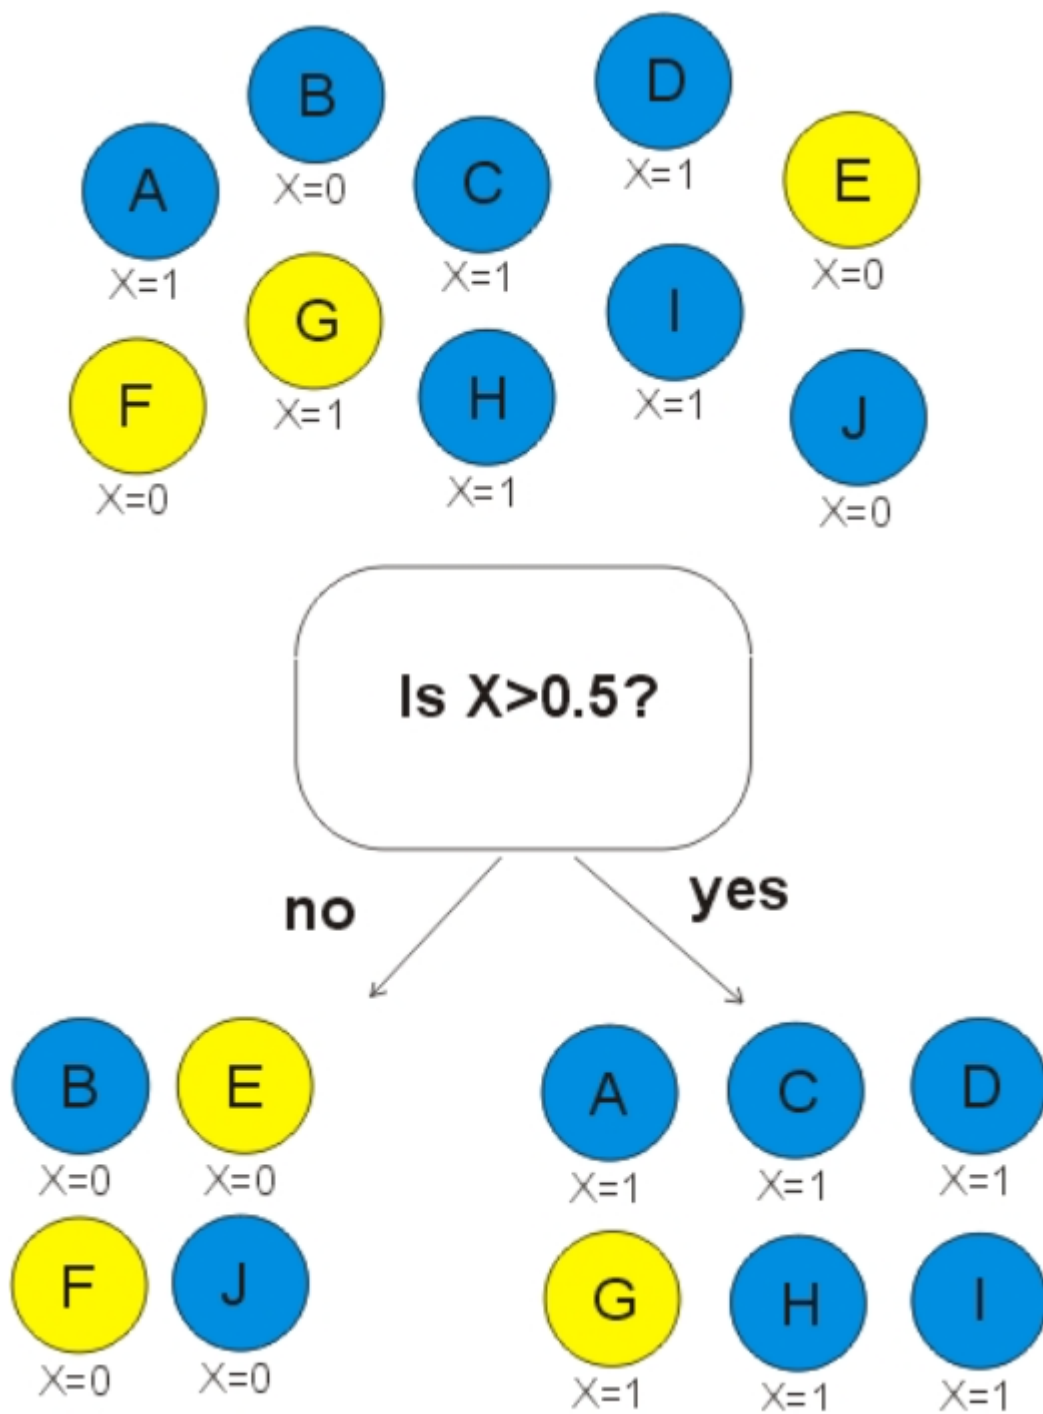 B
D
A
C
E
X=0
X=1
X=1
X=1
X=0
G
I
F
H
J
X=1
X=1
X=0
X=1
X=0
Is X>0.5?
no
yes
B E
X=0 X=0
F J
X=0 X=0
A C D
X=1 X=1 X=1
G H I
X=1 X=1 X=1